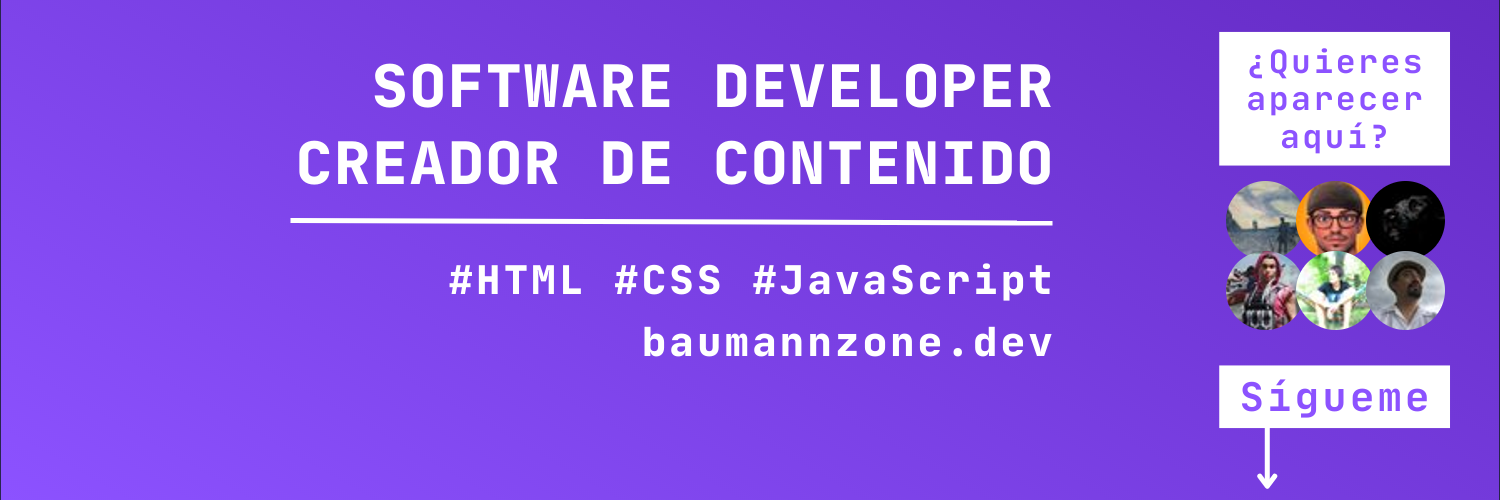 SOFTWARE DEVELOPER
CREADOR DE CONTENIDO
#HTML #CSS #JavaScript
baumannzone.dev
¿Quieres
aparecer
aquí?
Sígueme